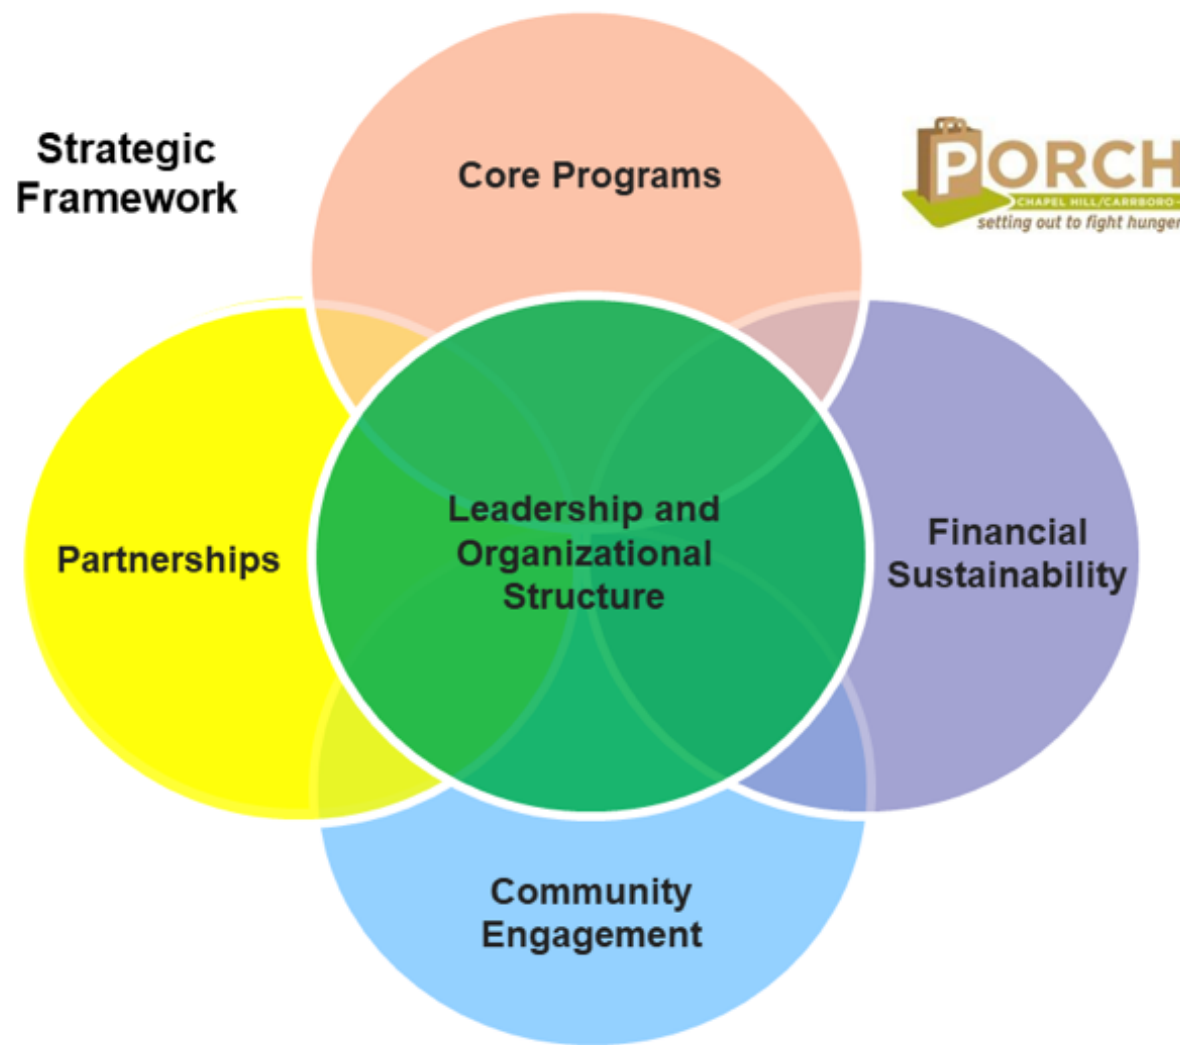 Strategic
Framework
Core Programs
PORCH
CHAPEL HILL/CARRBORO
setting out to fight hunger
Partnerships
Leadership and
Organizational
Structure
Financial
Sustainability
Community
Engagement